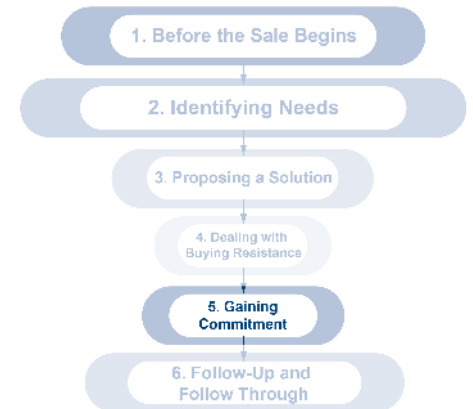 1. Before the Sale Begins
2. Identifying Needs
3. Proposing a Solution
4. Dealing with
Buying Resistance
5. Gaining
Commitment
6. Follow-Up and
Follow Through